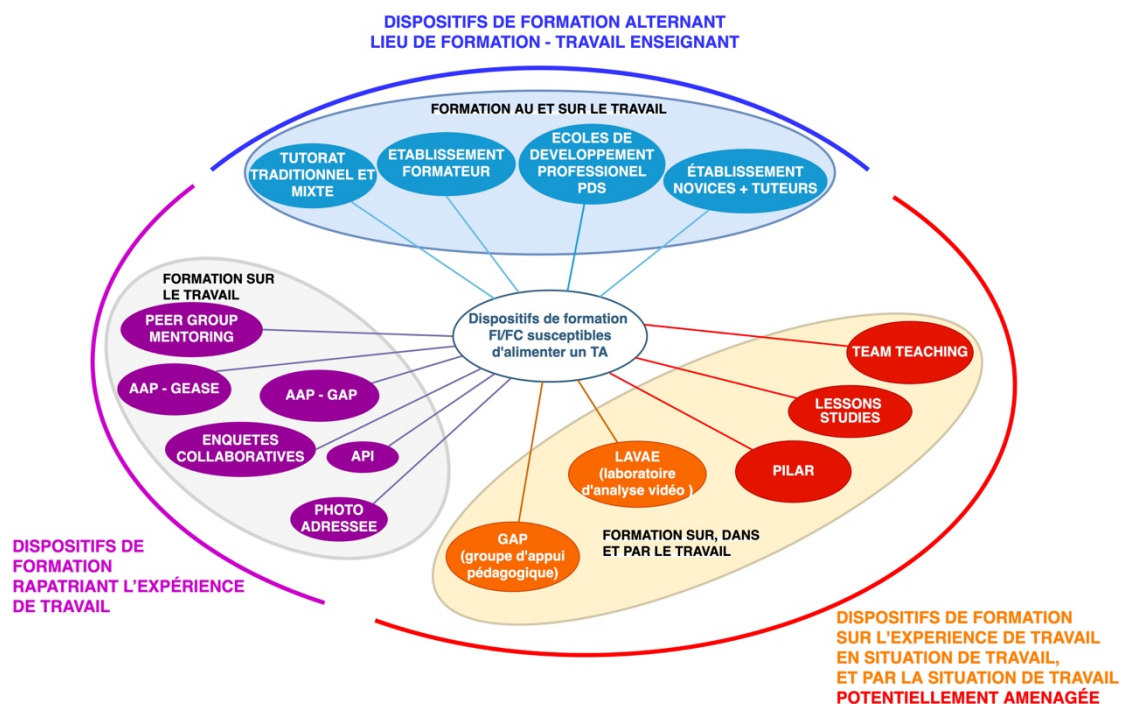 DISPOSITIFS DE FORMATION ALTERNANT
LIEU DE FORMATION - TRAVAIL ENSEIGNANT
FORMATION AU ET SUR LE TRAVAIL
TUTORAT
TRADITIONNEL ET
MIXTE
ETABLISSEMENT
FORMATEUR
ECOLES DE
DEVELOPPEMENT
PROFESSIONEL
PDS
ÉTABLISSEMENT
NOVICES + TUTEURS
FORMATION SUR
LE TRAVAIL
PEER GROUP
MENTORING
AAP - GEASE
AAP - GAP
ENQUETES
COLLABORATIVES
API
PHOTO
ADRESSEE
Dispositifs de formation
FI/FC susceptibles
d'alimenter un TA
TEAM TEACHING
LESSONS
STUDIES
PILAR
LAVAE
(laboratoire
d'analyse vidéo )
GAP
(groupe d'appui
pédagogique)
FORMATION SUR, DANS
ET PAR LE TRAVAIL
DISPOSITIFS DE
FORMATION
RAPATRIANT L'EXPÉRIENCE
DE TRAVAIL
DISPOSITIFS DE FORMATION
SUR L'EXPERIENCE DE TRAVAIL
EN SITUATION DE TRAVAIL,
ET PAR LA SITUATION DE TRAVAIL
POTENTIELLEMENT AMENAGÉE